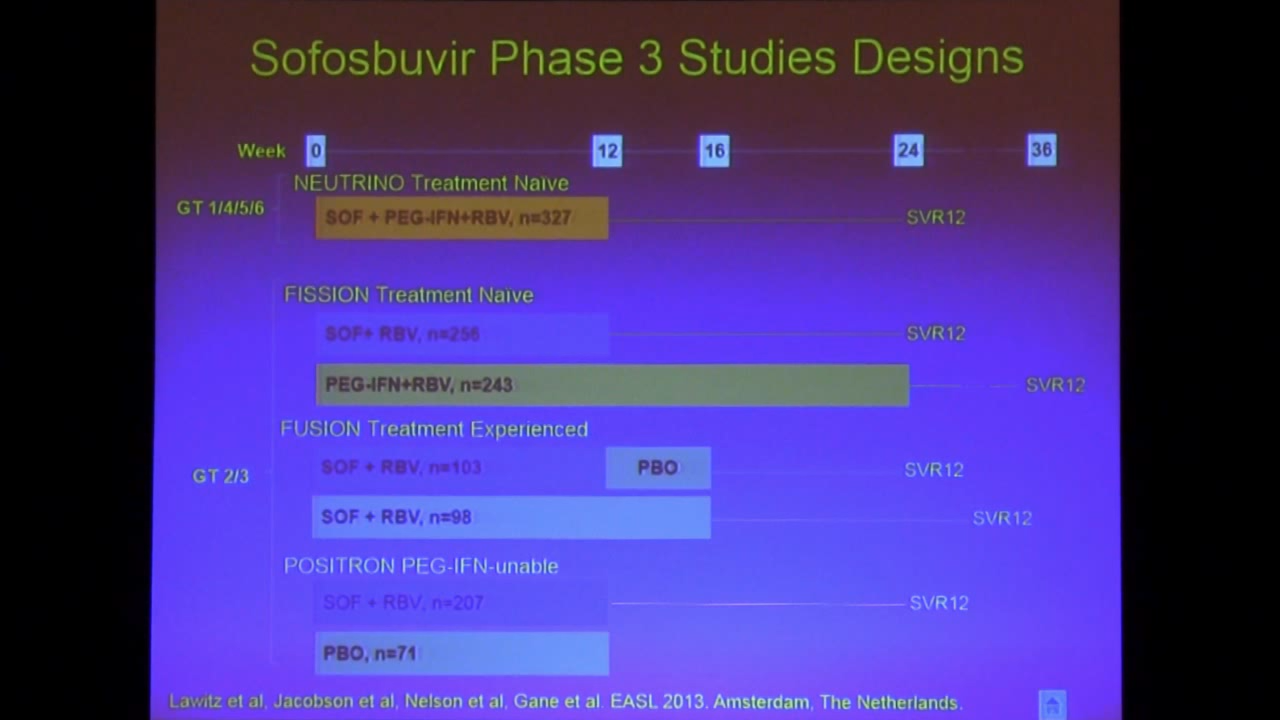 Sofosbuvir Phase 3 Studies Designs
Week 0 12 16 24 36
NEUTRINO Treatment Naïve
GT 1/4/5/6
SOF + PEG-IFN+RBV, n=327 SVR12
FISSION Treatment Naïve
SOF+ RBV, n=256 SVR12
PEG-IFN+RBV, n=243 SVR12
FUSION Treatment Experienced
GT 2/3
SOF + RBV, n=103 PBO SVR12
SOF + RBV, n=98 SVR12
POSITRON PEG-IFN-unable
SOF + RBV, n=207 SVR12
PBO, n=71
Lawitz et al, Jacobson et al, Nelson et al, Gane et al. EASL 2013. Amsterdam, The Netherlands.